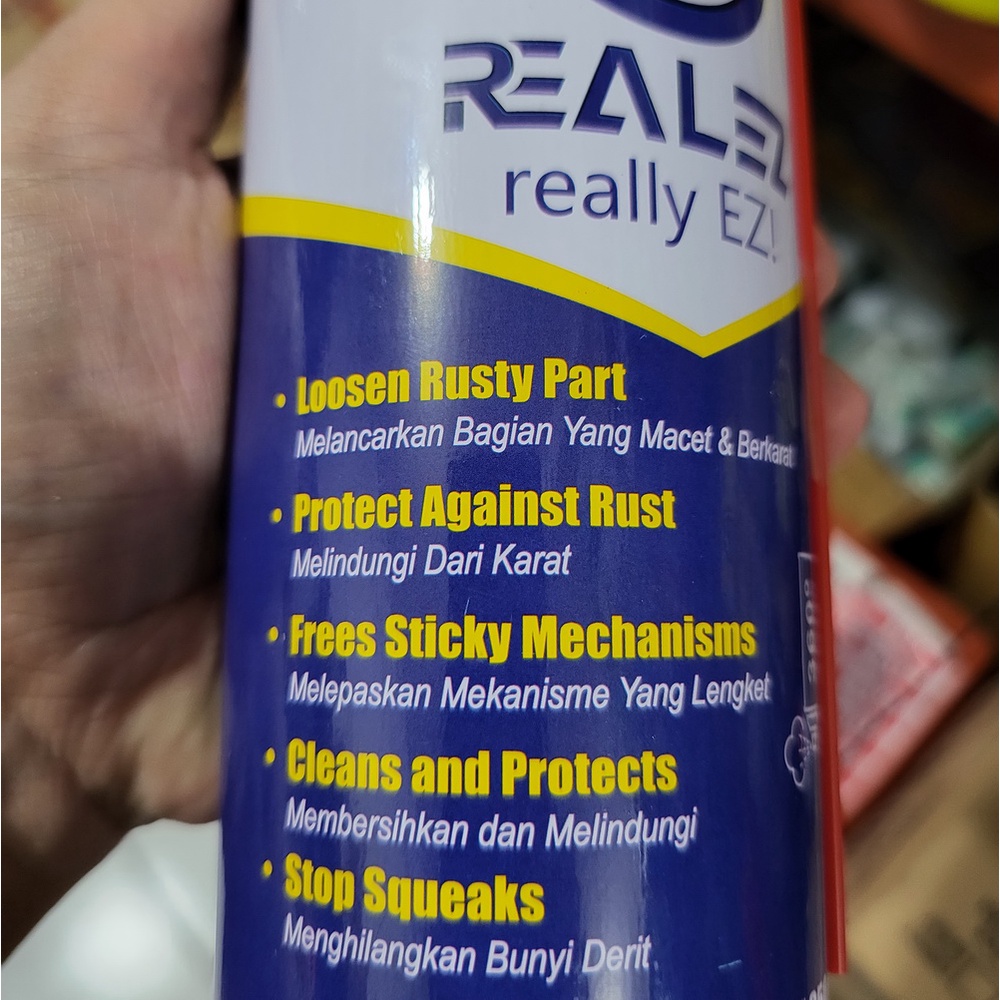 REALEZ
really EZ!
• Loosen Rusty Part
Melancarkan Bagian Yang Macet & Berkarat
• Protect Against Rust
Melindungi Dari Karat
• Frees Sticky Mechanisms
Melepaskan Mekanisme Yang Lengket
• Cleans and Protects
Membersihkan dan Melindungi
• Stop Squeaks
Menghilangkan Bunyi Derit
360°